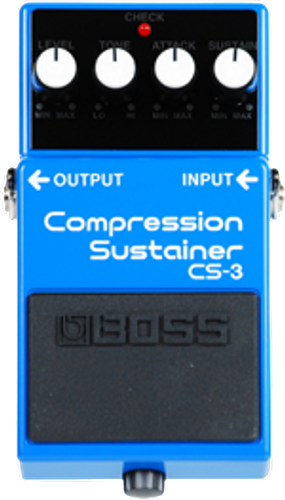 CHECK
LEVEL TONE ATTACK SUSTAIN
MIN MAX LO HI MIN MAX MIN MAX
←OUTPUT INPUT←
Compression
Sustainer
CS-3
BOSS